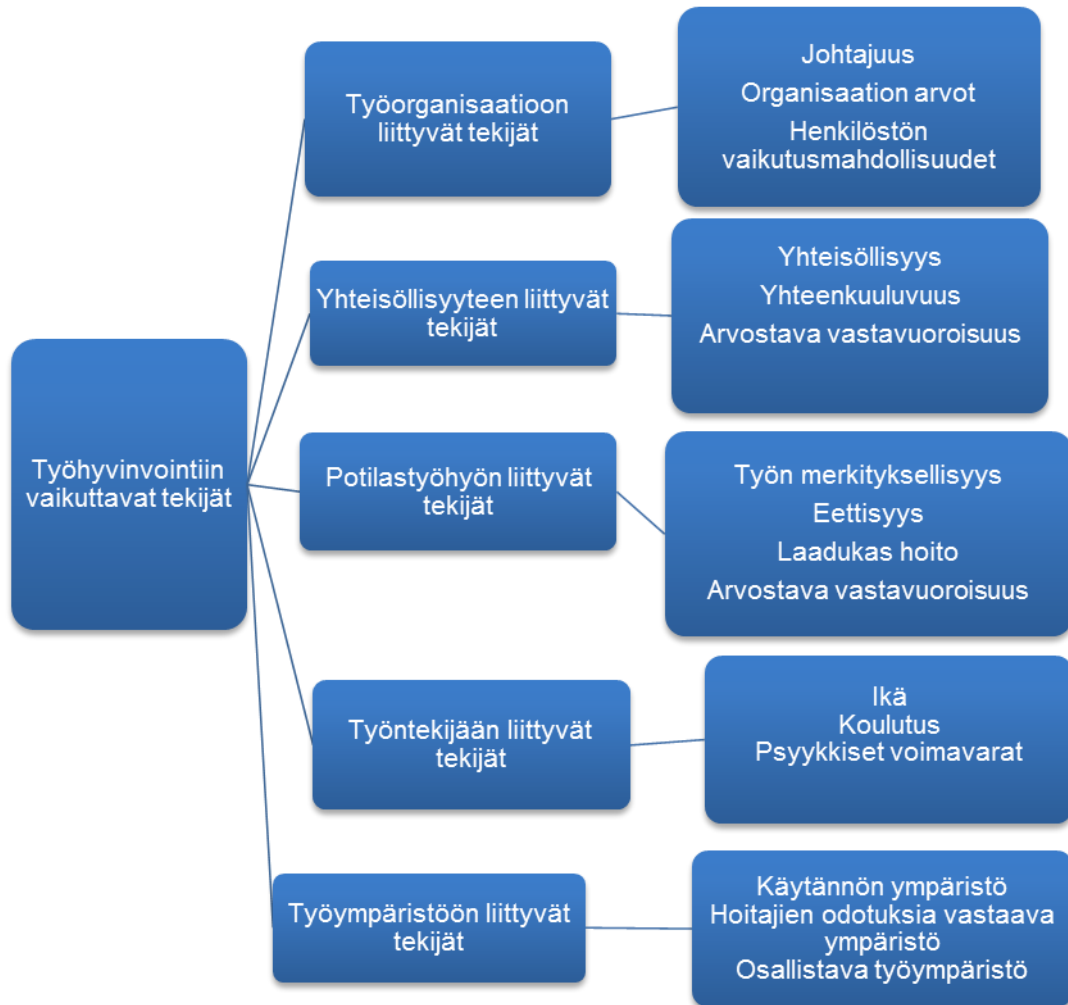 Työhyvinvointiin
vaikuttavat tekijät
Työorganisaatioon
liittyvät tekijät
Johtajuus
Organisaation arvot
Henkilöstön
vaikutusmahdollisuudet
Yhteisöllisyyteen liittyvät
tekijät
Yhteisöllisyys
Yhteenkuuluvuus
Arvostava vastavuoroisuus
Potilastyöhyön liittyvät
tekijät
Työn merkityksellisyys
Eettisyys
Laadukas hoito
Arvostava vastavuoroisuus
Työntekijään liittyvät
tekijät
Ikä
Koulutus
Psyykkiset voimavarat
Työympäristöön liittyvät
tekijät
Käytännön ympäristö
Hoitajien odotuksia vastaava
ympäristö
Osallistava työympäristö